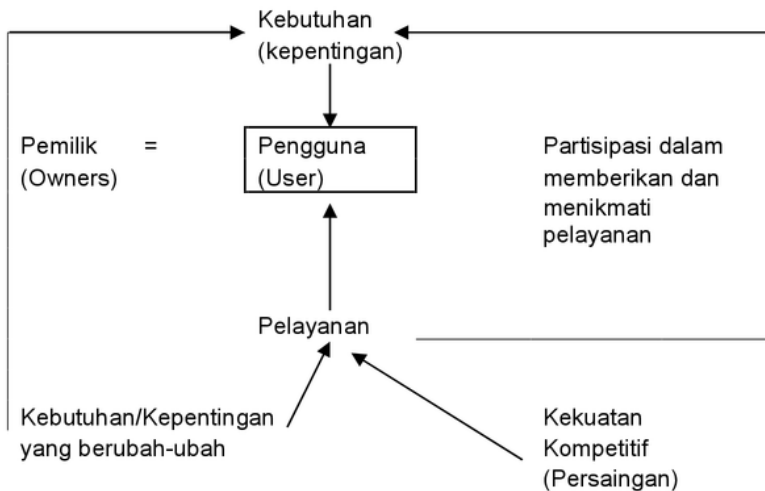 Kebutuhan
(kepentingan)
Pemilik =
(Owners)
Pengguna
(User)
Partisipasi dalam
memberikan dan
menikmati
pelayanan
Pelayanan
Kebutuhan/Kepentingan
yang berubah-ubah
Kekuatan
Kompetitif
(Persaingan)